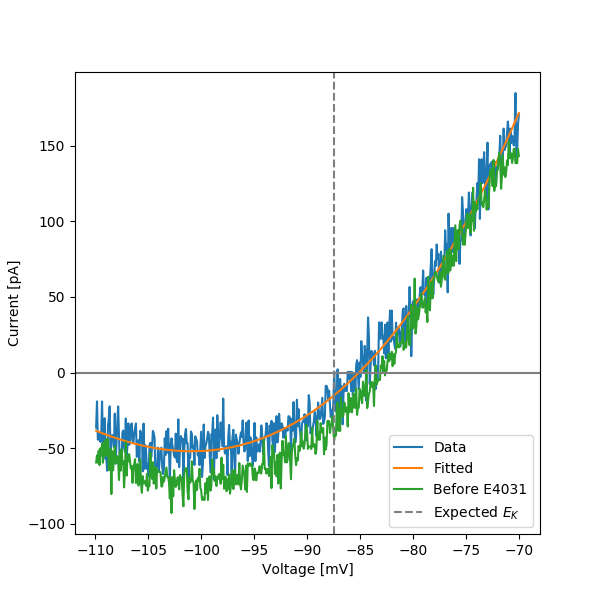 150
100
50
0
−50
−100
Current [pA]
Data
Fitted
Before E4031
Expected E_K
−110 −105 −100 −95 −90 −85 −80 −75 −70
Voltage [mV]